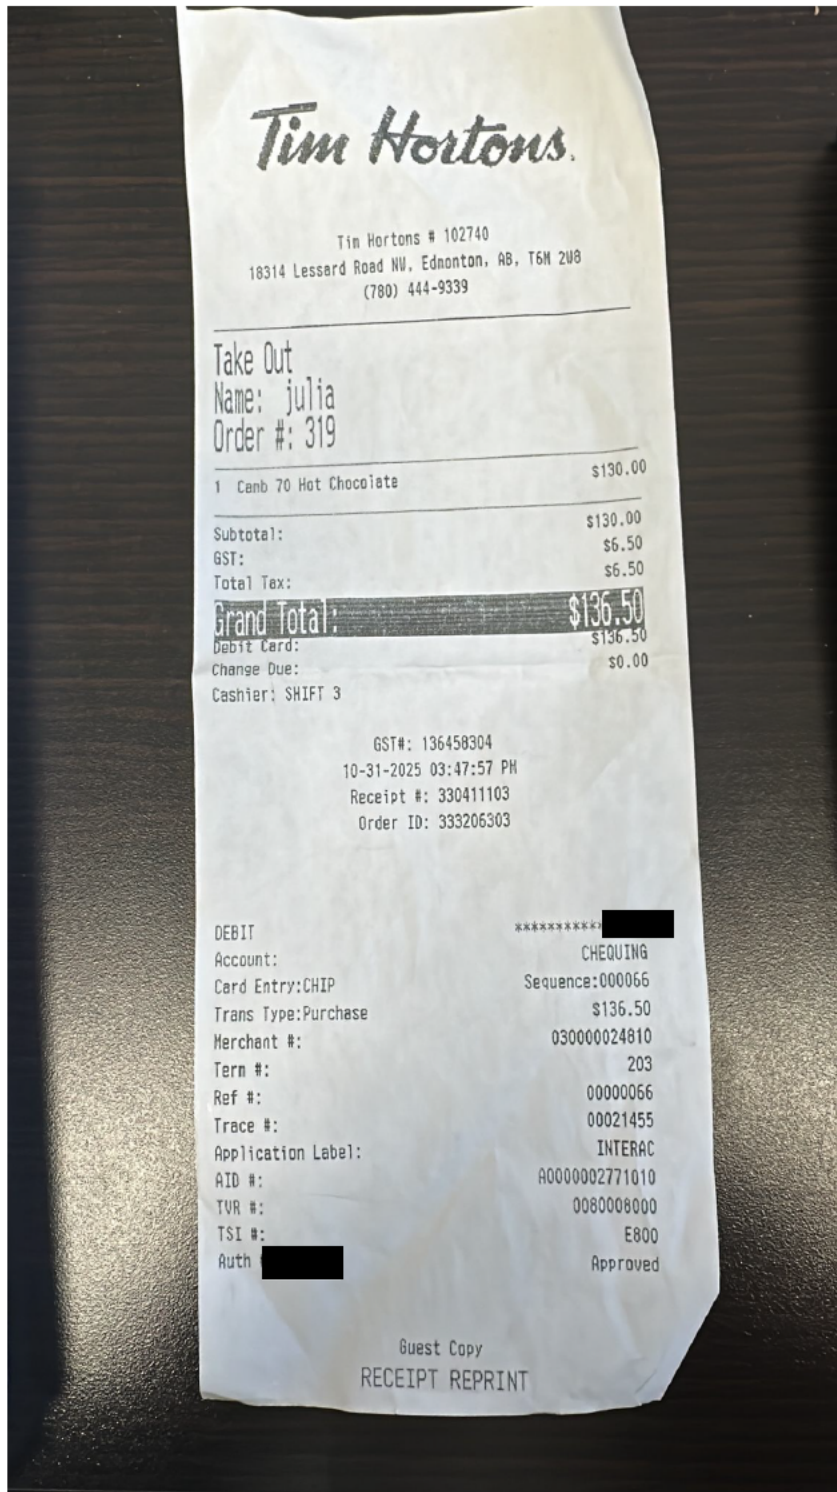 Tim Hortons.
Tim Hortons # 102740
18314 Lessard Road NW, Edmonton, AB, T6M 2W8
(780) 444-9339
Take Out
Name: julia
Order #: 319
1 Camb 70 Hot Chocolate $130.00
Subtotal: $130.00
GST: $6.50
Total Tax: $6.50
Grand Total: $136.50
Debit Card: $136.50
Change Due: $0.00
Cashier: SHIFT 3
GST#: 136458304
10-31-2025 03:47:57 PM
Receipt #: 330411103
Order ID: 333206303
DEBIT ***********
Account: CHEQUING
Card Entry:CHIP Sequence:000066
Trans Type:Purchase $136.50
Merchant #: 030000024810
Term #: 203
Ref #: 00000066
Trace #: 00021455
Application Label: INTERAC
AID #: A0000002771010
TVR #: 0080008000
TSI #: E800
Auth Approved
Guest Copy
RECEIPT REPRINT